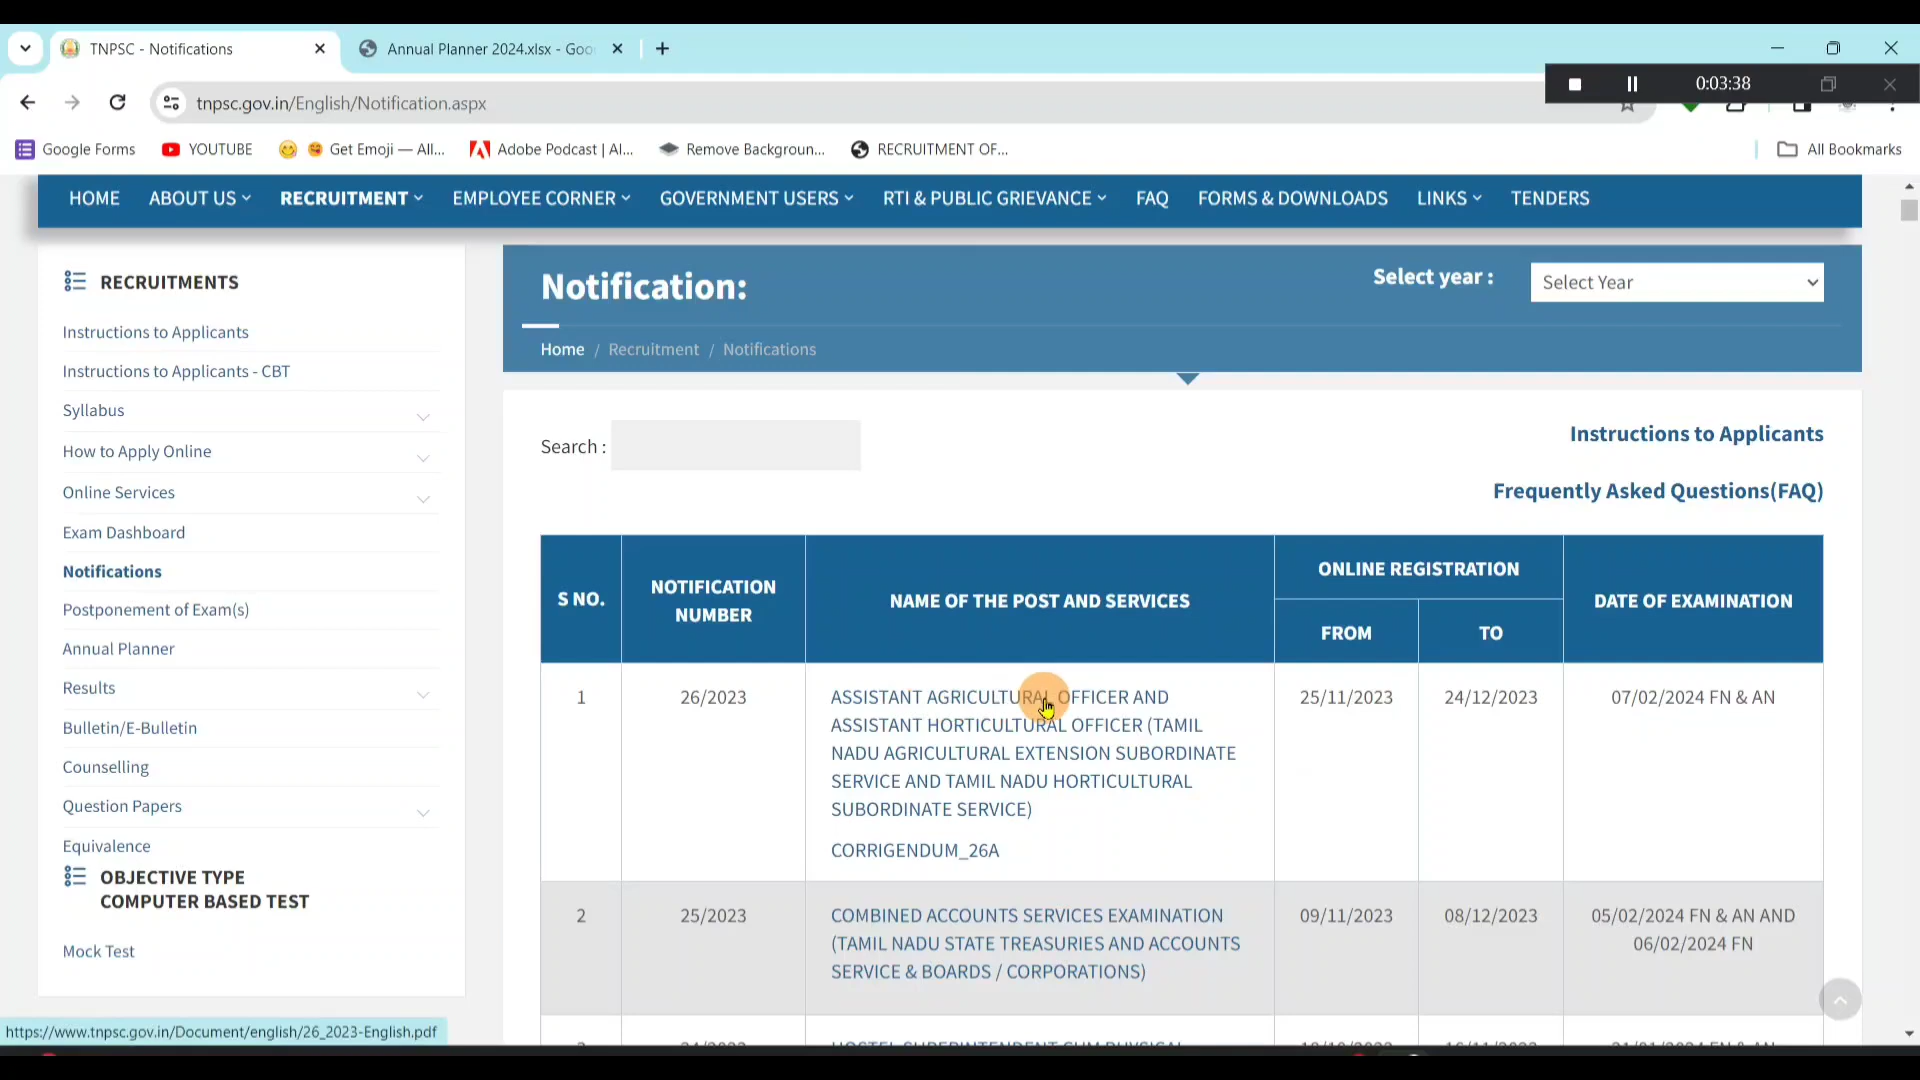 TNPSC - Notifications
Annual Planner 2024.xlsx - Goo
0:03:38
tnpsc.gov.in/English/Notification.aspx
Google Forms
YOUTUBE
Get Emoji — All...
Adobe Podcast | AI...
Remove Backgroun...
RECRUITMENT OF...
All Bookmarks
HOME
ABOUT US
RECRUITMENT
EMPLOYEE CORNER
GOVERNMENT USERS
RTI & PUBLIC GRIEVANCE
FAQ
FORMS & DOWNLOADS
LINKS
TENDERS
RECRUITMENTS
Instructions to Applicants
Instructions to Applicants - CBT
Syllabus
How to Apply Online
Online Services
Exam Dashboard
Notifications
Postponement of Exam(s)
Annual Planner
Results
Bulletin/E-Bulletin
Counselling
Question Papers
Equivalence
OBJECTIVE TYPE
COMPUTER BASED TEST
Mock Test
Notification:
Select year :
Select Year
Home / Recruitment / Notifications
Search :
Instructions to Applicants
Frequently Asked Questions(FAQ)
S NO.
NOTIFICATION
NUMBER
NAME OF THE POST AND SERVICES
ONLINE REGISTRATION
FROM
TO
DATE OF EXAMINATION
1
26/2023
ASSISTANT AGRICULTURAL OFFICER AND
ASSISTANT HORTICULTURAL OFFICER (TAMIL
NADU AGRICULTURAL EXTENSION SUBORDINATE
SERVICE AND TAMIL NADU HORTICULTURAL
SUBORDINATE SERVICE)
CORRIGENDUM_26A
25/11/2023
24/12/2023
07/02/2024 FN & AN
2
25/2023
COMBINED ACCOUNTS SERVICES EXAMINATION
(TAMIL NADU STATE TREASURIES AND ACCOUNTS
SERVICE & BOARDS / CORPORATIONS)
09/11/2023
08/12/2023
05/02/2024 FN & AN AND
06/02/2024 FN
HOSTEL SUPERINTENDENT CUM PHYSICAL
https://www.tnpsc.gov.in/Document/english/26_2023-English.pdf